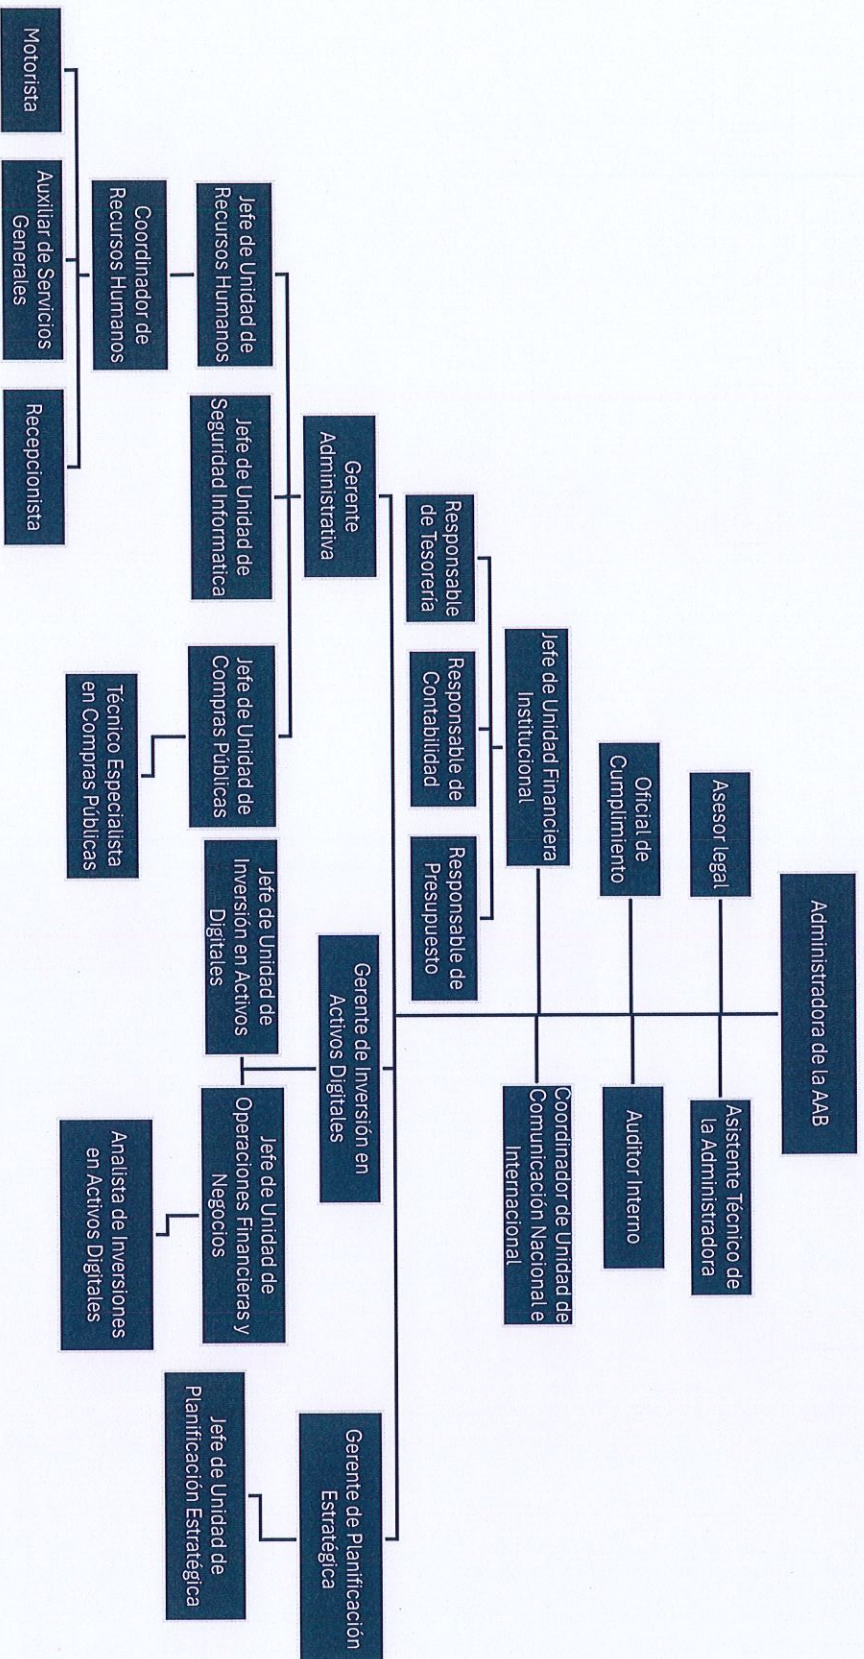 Administradora de la AAB
Asesor legal
Asistente Técnico de
la Administradora
Oficial de
Cumplimiento
Auditor Interno
Jefe de Unidad Financiera
Institucional
Coordinador de Unidad de
Comunicación Nacional e
Internacional
Responsable
de Tesorería
Responsable de
Contabilidad
Responsable de
Presupuesto
Gerente
Administrativa
Gerente de Inversión en
Activos Digitales
Gerente de Planificación
Estratégica
Jefe de Unidad de
Recursos Humanos
Jefe de Unidad de
Seguridad Informatica
Jefe de Unidad de
Compras Públicas
Jefe de Unidad de
Inversión en Activos
Digitales
Jefe de Unidad de
Operaciones Financieras y
Negocios
Jefe de Unidad de
Planificación Estratégica
Coordinador de
Recursos Humanos
Técnico Especialista
en Compras Públicas
Analista de Inversiones
en Activos Digitales
Motorista
Auxiliar de Servicios
Generales
Recepcionista